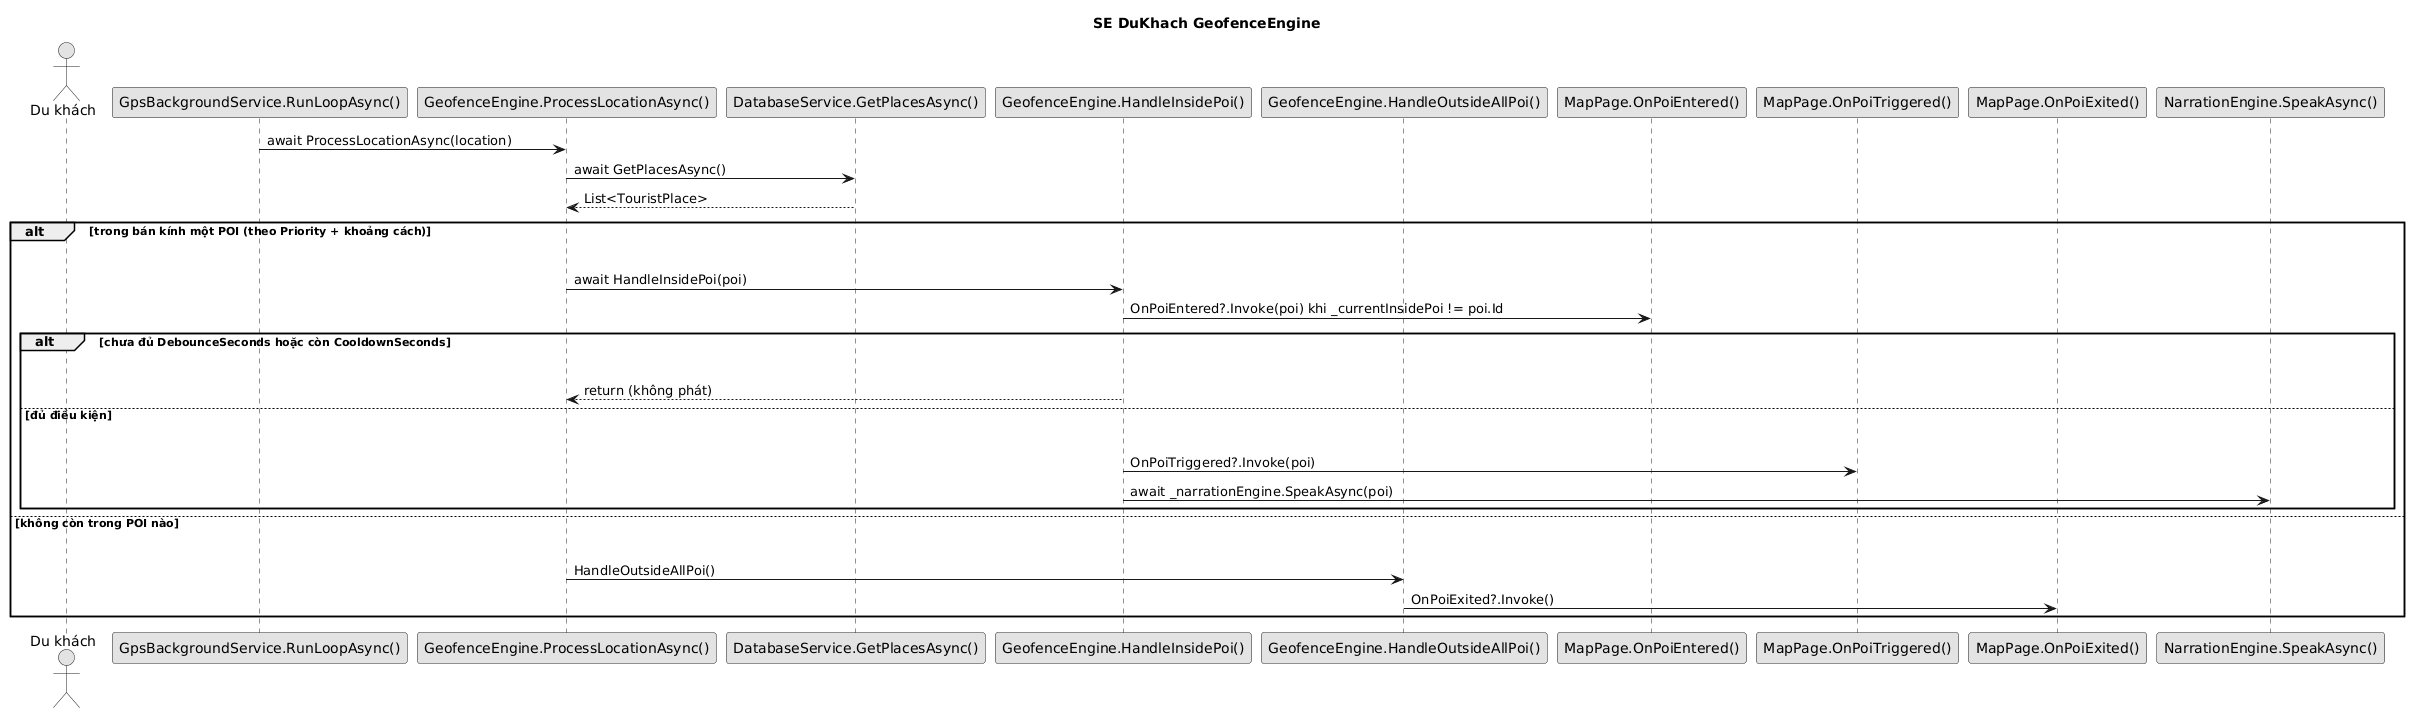 SE DuKhach GeofenceEngine
Du khách
GpsBackgroundService.RunLoopAsync()
GeofenceEngine.ProcessLocationAsync()
DatabaseService.GetPlacesAsync()
GeofenceEngine.HandleInsidePoi()
GeofenceEngine.HandleOutsideAllPoi()
MapPage.OnPoiEntered()
MapPage.OnPoiTriggered()
MapPage.OnPoiExited()
NarrationEngine.SpeakAsync()
await ProcessLocationAsync(location)
await GetPlacesAsync()
List<TouristPlace>
alt [trong bán kính một POI (theo Priority + khoảng cách)]
await HandleInsidePoi(poi)
OnPoiEntered?.Invoke(poi) khi _currentInsidePoi != poi.Id
alt [chưa đủ DebounceSeconds hoặc còn CooldownSeconds]
return (không phát)
[đủ điều kiện]
OnPoiTriggered?.Invoke(poi)
await _narrationEngine.SpeakAsync(poi)
[không còn trong POI nào]
HandleOutsideAllPoi()
OnPoiExited?.Invoke()
Du khách
GpsBackgroundService.RunLoopAsync()
GeofenceEngine.ProcessLocationAsync()
DatabaseService.GetPlacesAsync()
GeofenceEngine.HandleInsidePoi()
GeofenceEngine.HandleOutsideAllPoi()
MapPage.OnPoiEntered()
MapPage.OnPoiTriggered()
MapPage.OnPoiExited()
NarrationEngine.SpeakAsync()